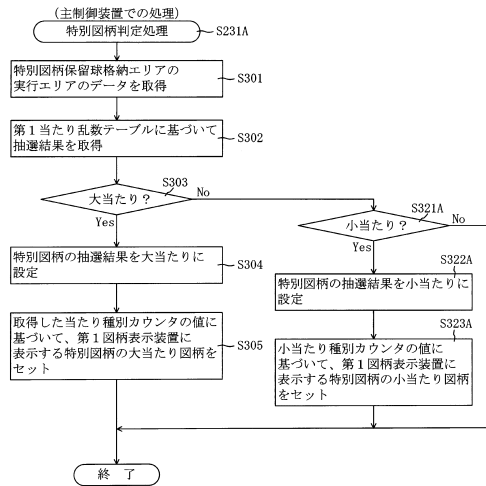 (主制御装置での処理)
特別図柄判定処理
S231A
特別図柄保留球格納エリアの
実行エリアのデータを取得
S301
第1当たり乱数テーブルに基づいて
抽選結果を取得
S302
大当たり？
S303
No
Yes
小当たり？
S321A
No
Yes
特別図柄の抽選結果を大当たりに
設定
S304
特別図柄の抽選結果を小当たりに
設定
S322A
取得した当たり種別カウンタの値に
基づいて、第1図柄表示装置に
表示する特別図柄の大当たり図柄を
セット
S305
小当たり種別カウンタの値に
基づいて、第1図柄表示装置に
表示する特別図柄の小当たり図柄
をセット
S323A
終 了